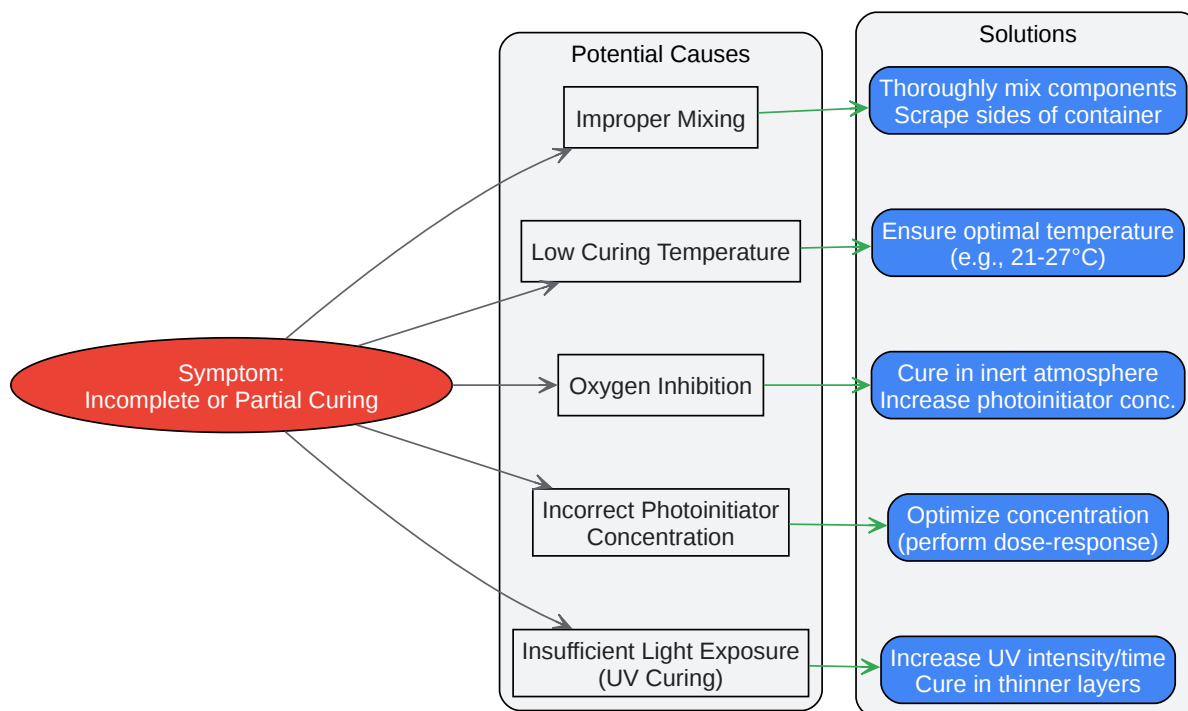 Symptom:
Incomplete or Partial Curing
Potential Causes
Improper Mixing
Low Curing Temperature
Oxygen Inhibition
Incorrect Photoinitiator
Concentration
Insufficient Light Exposure
(UV Curing)
Solutions
Thoroughly mix components
Scrape sides of container
Ensure optimal temperature
(e.g., 21-27°C)
Cure in inert atmosphere
Increase photoinitiator conc.
Optimize concentration
(perform dose-response)
Increase UV intensity/time
Cure in thinner layers